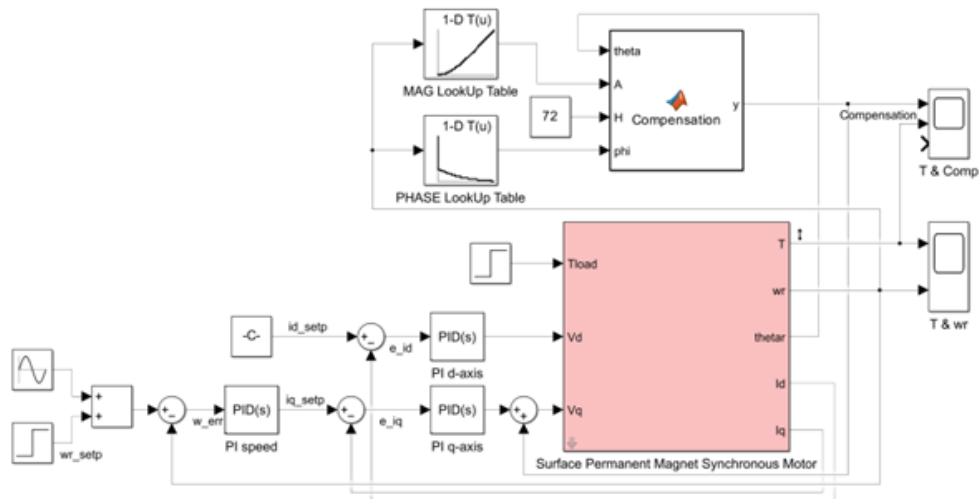 1-D T(u)
MAG LookUp Table
1-D T(u)
PHASE LookUp Table
72
theta
A
H
phi
Compensation
y
Compensation
T & Comp
Tload
Vd
Vq
T
wr
thetar
Id
Iq
Surface Permanent Magnet Synchronous Motor
T & wr
-C-
id_setp
+
-
e_id
PID(s)
PI d-axis
+
+
wr_setp
+
-
w_err
PID(s)
PI speed
iq_setp
+
-
e_iq
PID(s)
PI q-axis
+
+